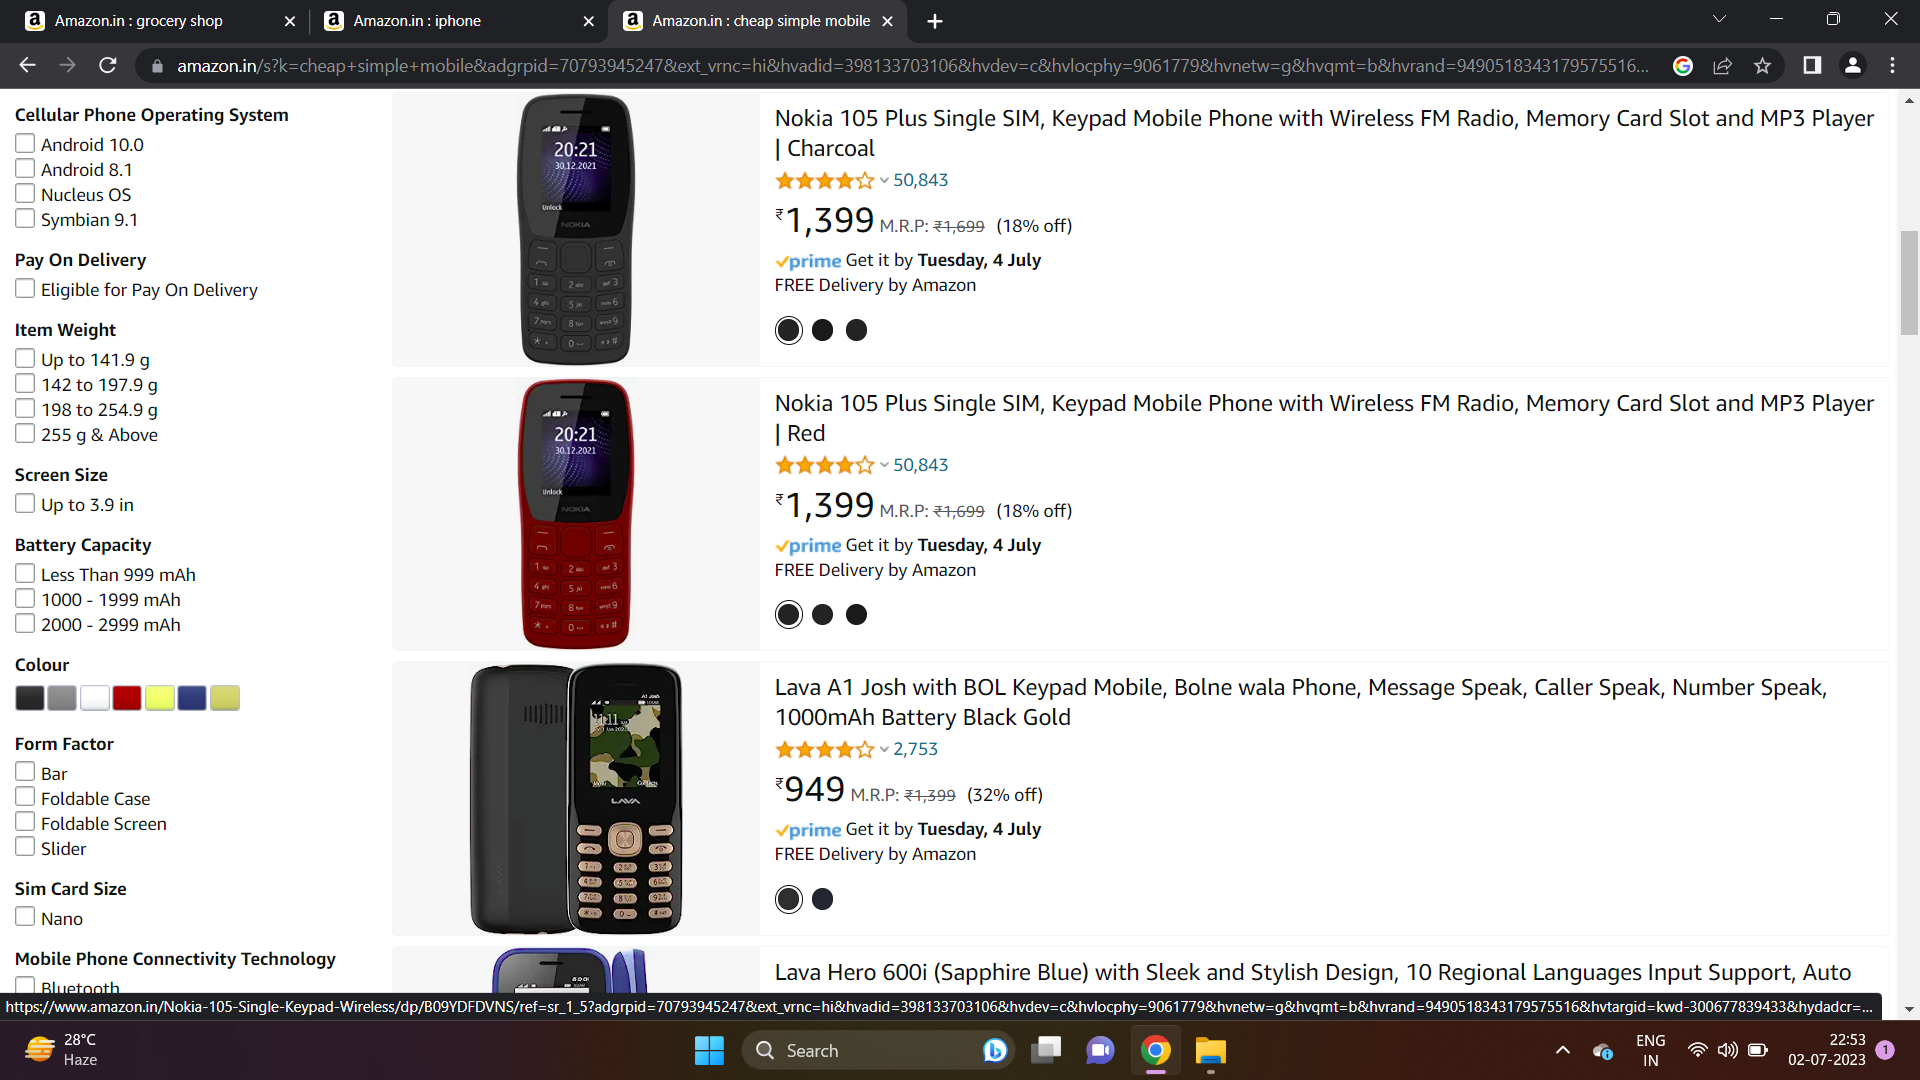 Amazon.in : grocery shop
Amazon.in : iphone
Amazon.in : cheap simple mobile
amazon.in/s?k=cheap+simple+mobile&adgrpid=70793945247&ext_vrnc=hi&hvadid=398133703106&hvdev=c&hvlocphy=9061779&hvnetw=g&hvqmt=b&hvrand=9490518343179575516...
Cellular Phone Operating System
Android 10.0
Android 8.1
Nucleus OS
Symbian 9.1
Pay On Delivery
Eligible for Pay On Delivery
Item Weight
Up to 141.9 g
142 to 197.9 g
198 to 254.9 g
255 g & Above
Screen Size
Up to 3.9 in
Battery Capacity
Less Than 999 mAh
1000 - 1999 mAh
2000 - 2999 mAh
Colour
Form Factor
Bar
Foldable Case
Foldable Screen
Slider
Sim Card Size
Nano
Mobile Phone Connectivity Technology
Bluetooth
20:21
30.12.2021
Unlock
NOKIA
Nokia 105 Plus Single SIM, Keypad Mobile Phone with Wireless FM Radio, Memory Card Slot and MP3 Player
| Charcoal
50,843
₹1,399 M.R.P: ₹1,699 (18% off)
prime Get it by Tuesday, 4 July
FREE Delivery by Amazon
20:21
30.12.2021
Unlock
NOKIA
Nokia 105 Plus Single SIM, Keypad Mobile Phone with Wireless FM Radio, Memory Card Slot and MP3 Player
| Red
50,843
₹1,399 M.R.P: ₹1,699 (18% off)
prime Get it by Tuesday, 4 July
FREE Delivery by Amazon
A1 Josh
11:11
Menu
Contacts
LAVA
Lava A1 Josh with BOL Keypad Mobile, Bolne wala Phone, Message Speak, Caller Speak, Number Speak,
1000mAh Battery Black Gold
2,753
₹949 M.R.P: ₹1,399 (32% off)
prime Get it by Tuesday, 4 July
FREE Delivery by Amazon
Lava Hero 600i (Sapphire Blue) with Sleek and Stylish Design, 10 Regional Languages Input Support, Auto
https://www.amazon.in/Nokia-105-Single-Keypad-Wireless/dp/B09YDFDVNS/ref=sr_1_5?adgrpid=70793945247&ext_vrnc=hi&hvadid=398133703106&hvdev=c&hvlocphy=9061779&hvnetw=g&hvqmt=b&hvrand=9490518343179575516&hvtargid=kwd-300677839433&hydadcr=...
28°C
Haze
Search
ENG
IN
22:53
02-07-2023
1